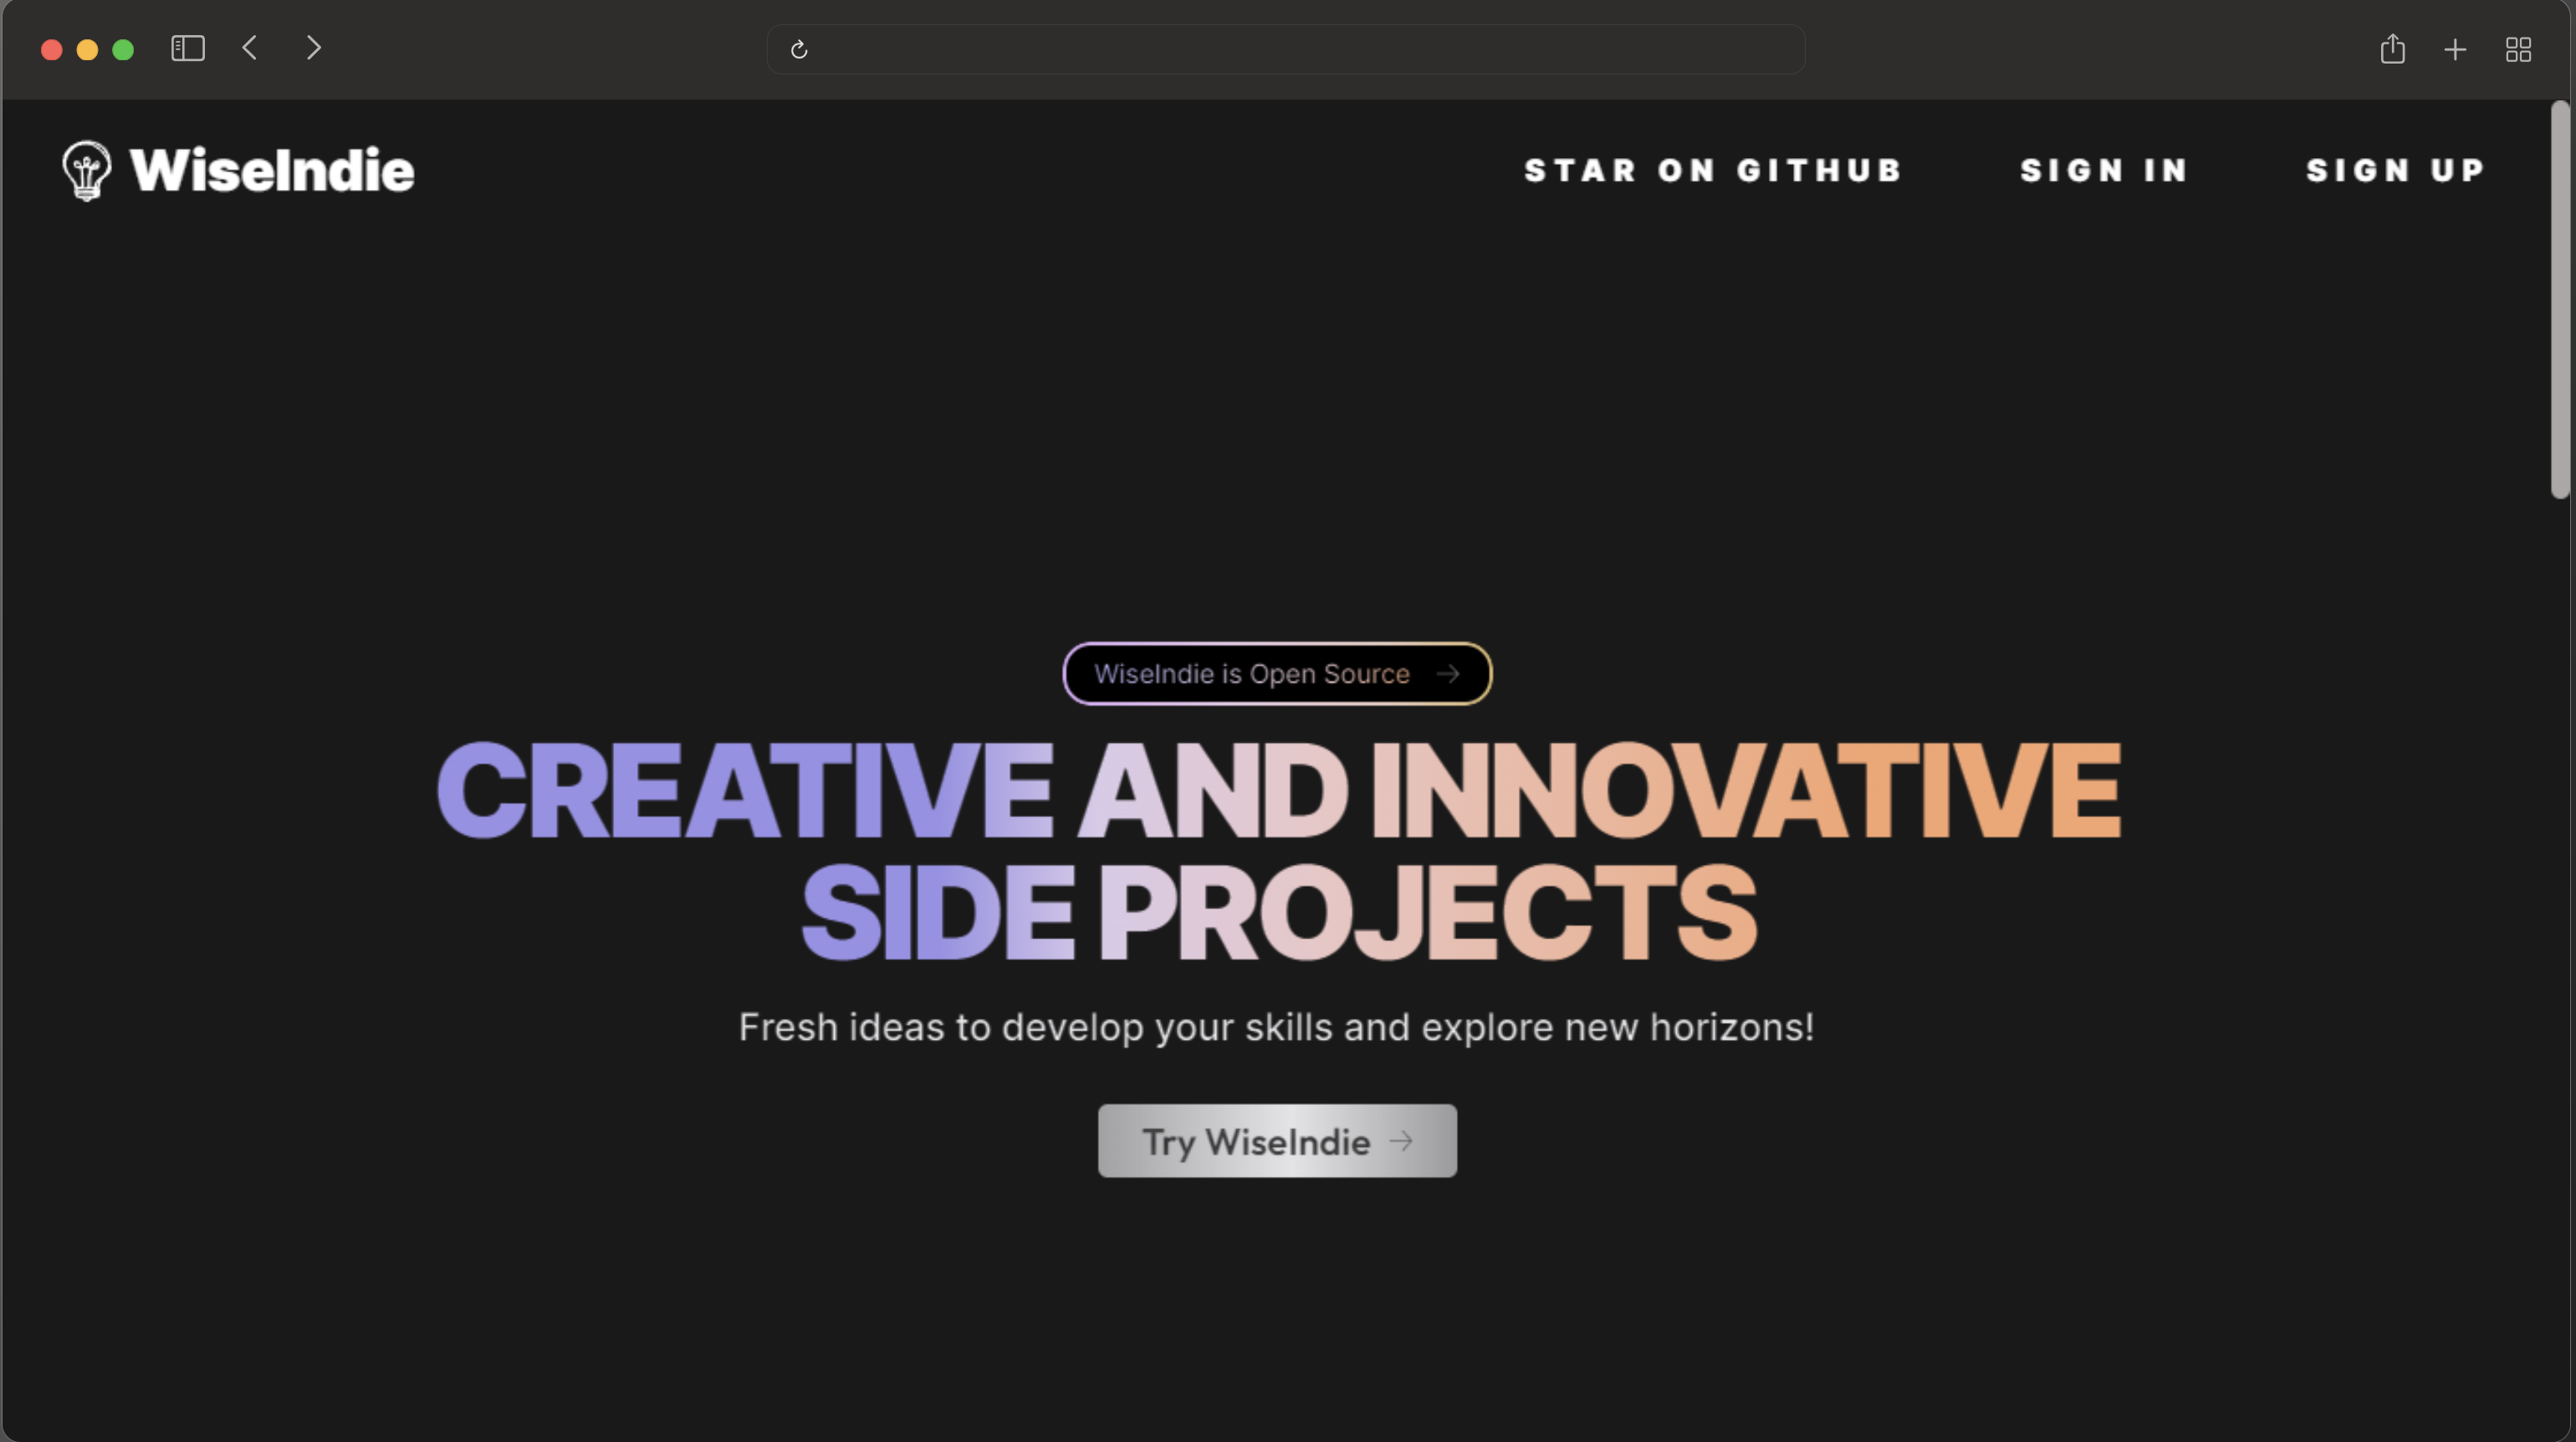 WiseIndie
STAR ON GITHUB
SIGN IN
SIGN UP
WiseIndie is Open Source →
CREATIVE AND INNOVATIVE
SIDE PROJECTS
Fresh ideas to develop your skills and explore new horizons!
Try WiseIndie →